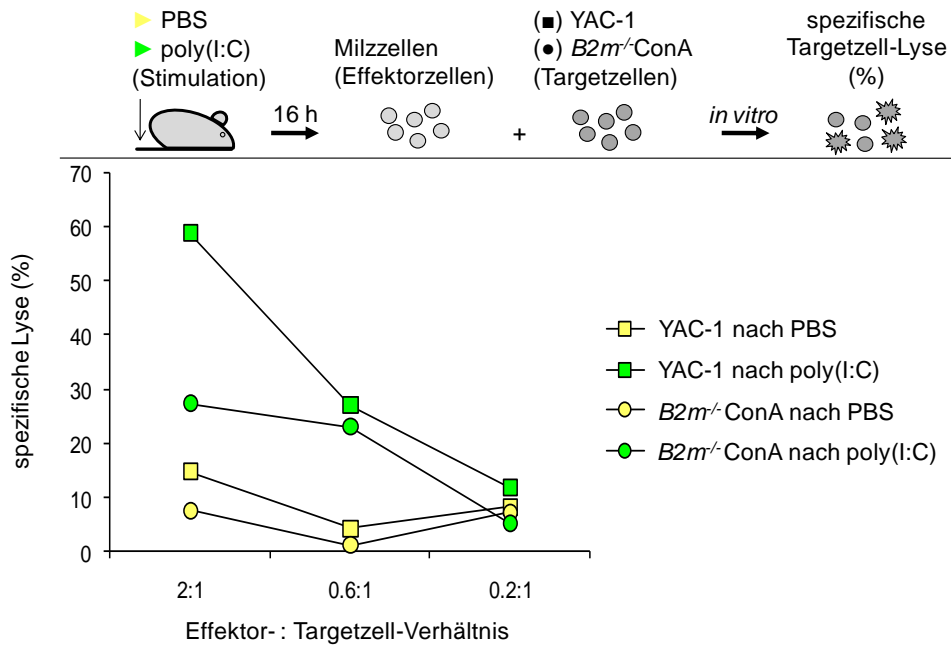 PBS
poly(I:C)
(Stimulation)
16 h
Milzzellen
(Effektorzellen)
+
(■) YAC-1
(●) B2m-/-ConA
(Targetzellen)
in vitro
spezifische
Targetzell-Lyse
(%)
spezifische Lyse (%)
70
60
50
40
30
20
10
0
2:1
0.6:1
0.2:1
Effektor- : Targetzell-Verhältnis
YAC-1 nach PBS
YAC-1 nach poly(I:C)
B2m-/-ConA nach PBS
B2m-/-ConA nach poly(I:C)